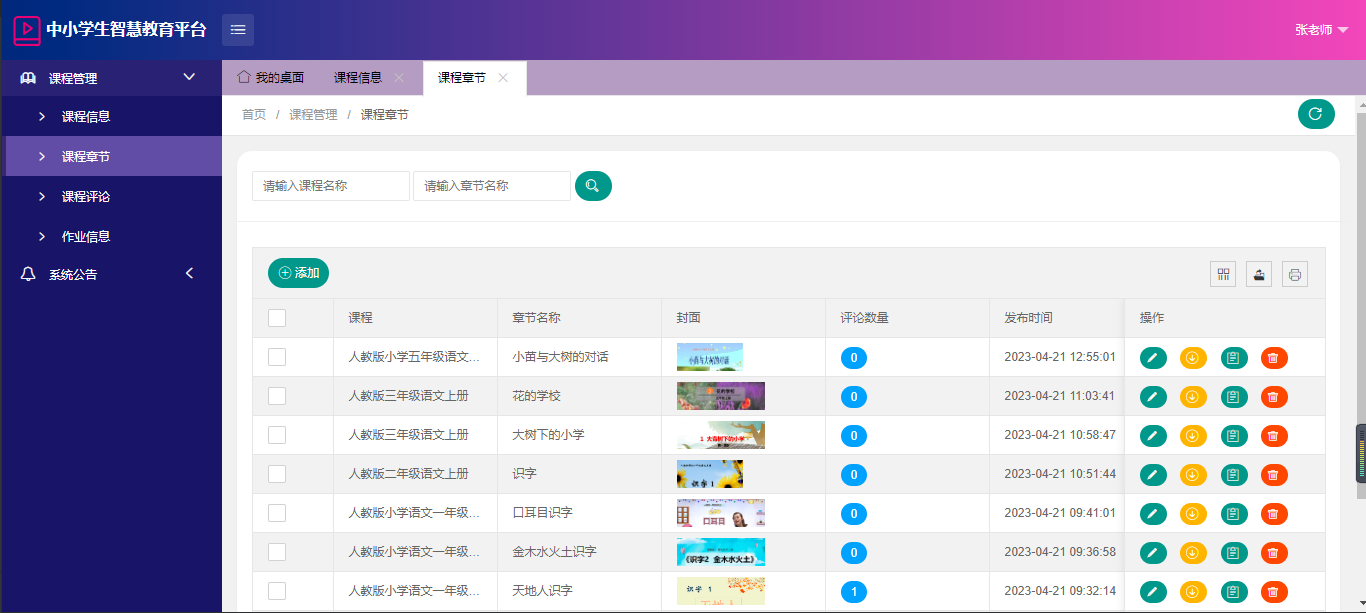 中小学生智慧教育平台
张老师
课程管理
课程信息
课程章节
课程评论
作业信息
系统公告
我的桌面 课程信息 课程章节
首页 / 课程管理 / 课程章节
请输入课程名称 请输入章节名称
添加
课程 章节名称 封面 评论数量 发布时间 操作
人教版小学五年级语文... 小苗与大树的对话 小苗与大树的对话 0 2023-04-21 12:55:01
人教版三年级语文上册 花的学校 花的学校 0 2023-04-21 11:03:41
人教版三年级语文上册 大树下的小学 1 大青树下的小学 0 2023-04-21 10:58:47
人教版二年级语文上册 识字 识字 1 0 2023-04-21 10:51:44
人教版小学语文一年级... 口耳目识字 口耳目 0 2023-04-21 09:41:01
人教版小学语文一年级... 金木水火土识字 《识字2 金木水火土》 0 2023-04-21 09:36:58
人教版小学语文一年级... 天地人识字 识字 1 1 2023-04-21 09:32:14